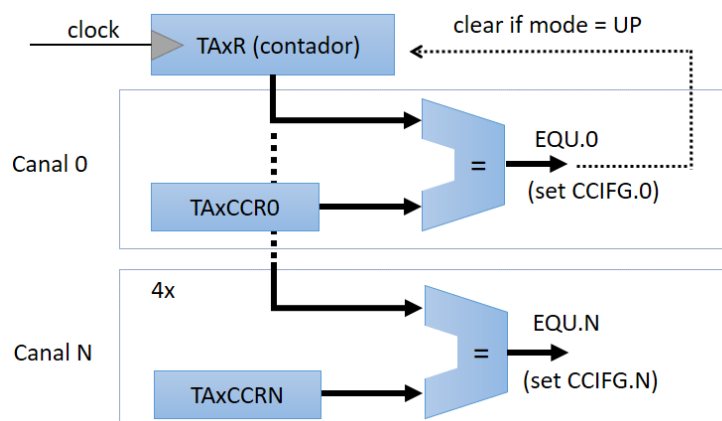 clock
TAxR (contador)
clear if mode = UP
Canal 0
EQU.0
=
(set CCIFG.0)
TAxCCR0
4x
Canal N
EQU.N
=
(set CCIFG.N)
TAxCCRN